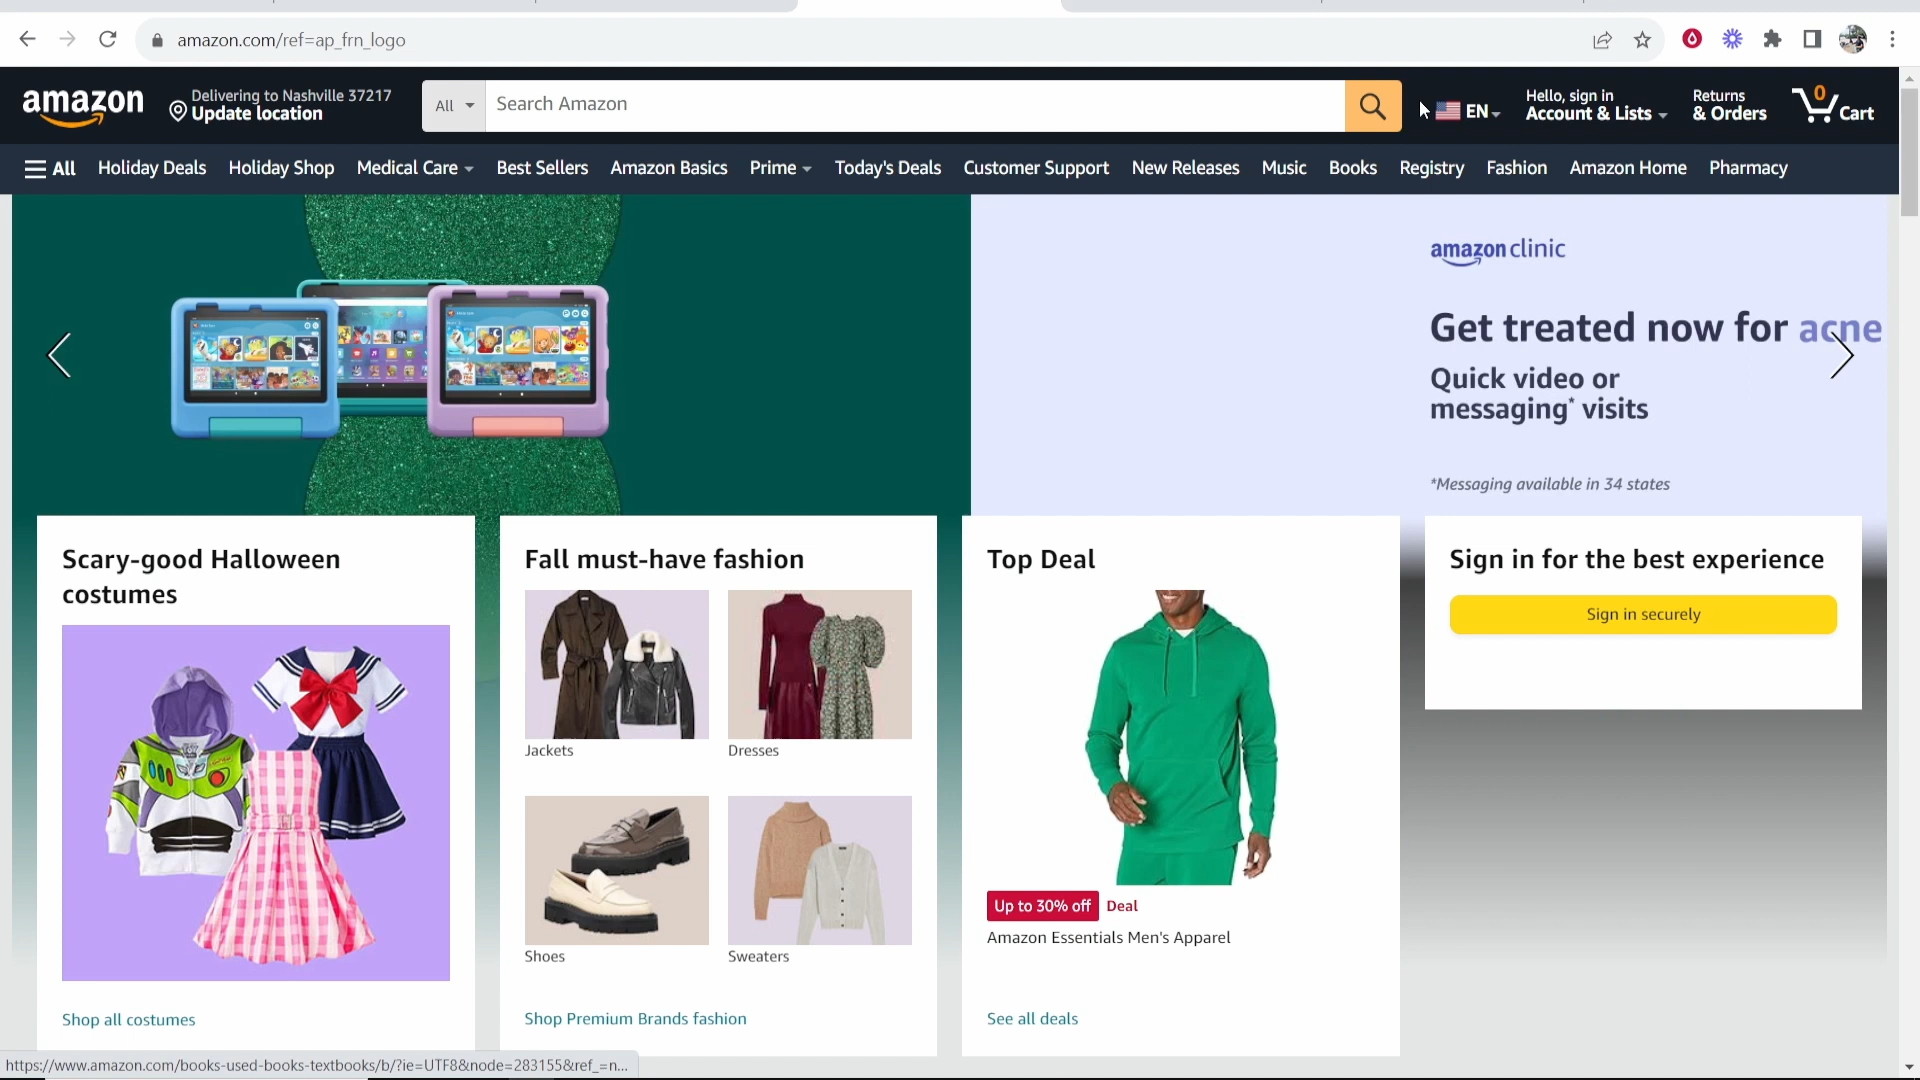 amazon.com/ref=ap_frn_logo
amazon
Delivering to Nashville 37217
Update location
All
Search Amazon
EN
Hello, sign in
Account & Lists
Returns
& Orders
0
Cart
All
Holiday Deals
Holiday Shop
Medical Care
Best Sellers
Amazon Basics
Prime
Today's Deals
Customer Support
New Releases
Music
Books
Registry
Fashion
Amazon Home
Pharmacy
amazon clinic
Get treated now for acne
Quick video or
messaging* visits
*Messaging available in 34 states
Scary-good Halloween
costumes
Shop all costumes
Fall must-have fashion
Jackets
Dresses
Shoes
Sweaters
Shop Premium Brands fashion
Top Deal
Up to 30% off
Deal
Amazon Essentials Men's Apparel
See all deals
Sign in for the best experience
Sign in securely
https://www.amazon.com/books-used-books-textbooks/b/?ie=UTF8&node=283155&ref_=n...